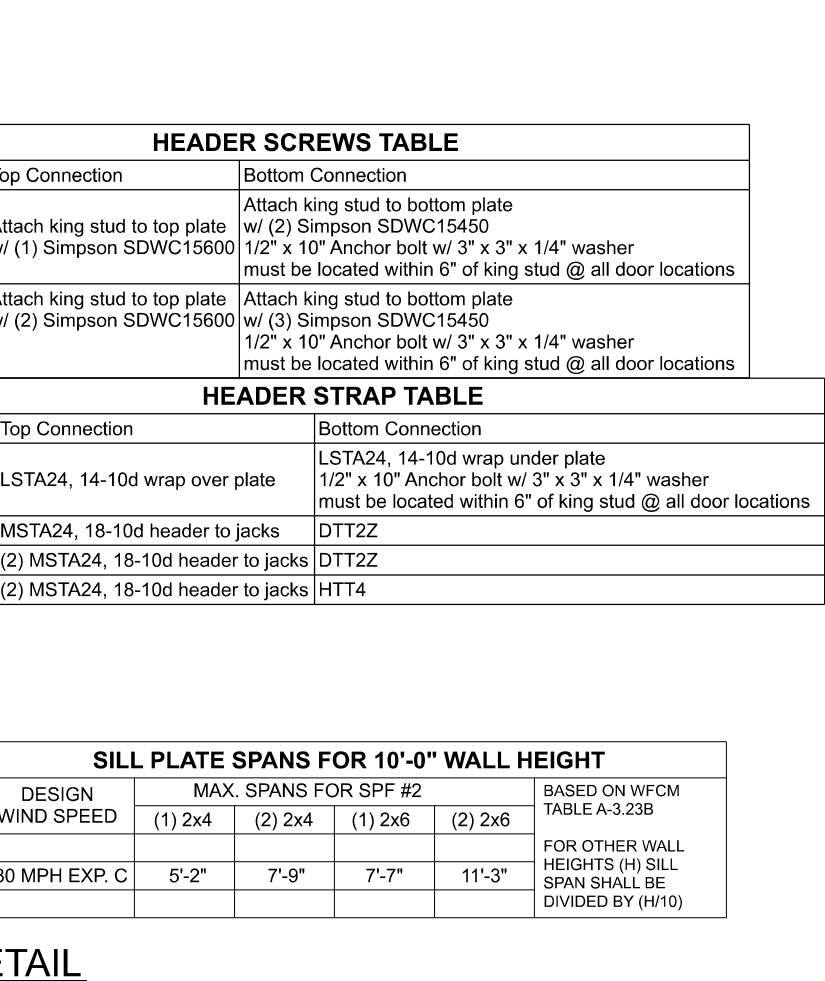 HEADER SCREWS TABLE
Connection
Bottom Connection
king stud to top plate
(1) Simpson SDWC15600
Attach king stud to bottom plate
w/ (2) Simpson SDWC15450
1/2" x 10" Anchor bolt w/ 3" x 3" x 1/4" washer
must be located within 6" of king stud @ all door locations
king stud to top plate
(2) Simpson SDWC15600
Attach king stud to bottom plate
w/ (3) Simpson SDWC15450
1/2" x 10" Anchor bolt w/ 3" x 3" x 1/4" washer
must be located within 6" of king stud @ all door locations
HEADER STRAP TABLE
Top Connection
Bottom Connection
LSTA24, 14-10d wrap over plate
LSTA24, 14-10d wrap under plate
1/2" x 10" Anchor bolt w/ 3" x 3" x 1/4" washer
must be located within 6" of king stud @ all door locations
MSTA24, 18-10d header to jacks
DTT2Z
(2) MSTA24, 18-10d header to jacks
DTT2Z
(2) MSTA24, 18-10d header to jacks
HTT4
SILL PLATE SPANS FOR 10'-0" WALL HEIGHT
DESIGN
WIND SPEED
MAX. SPANS FOR SPF #2
(1) 2x4
(2) 2x4
(1) 2x6
(2) 2x6
MPH EXP. C
5'-2"
7'-9"
7'-7"
11'-3"
BASED ON WFCM
TABLE A-3.23B
FOR OTHER WALL
HEIGHTS (H) SILL
SPAN SHALL BE
DIVIDED BY (H/10)
ETAIL